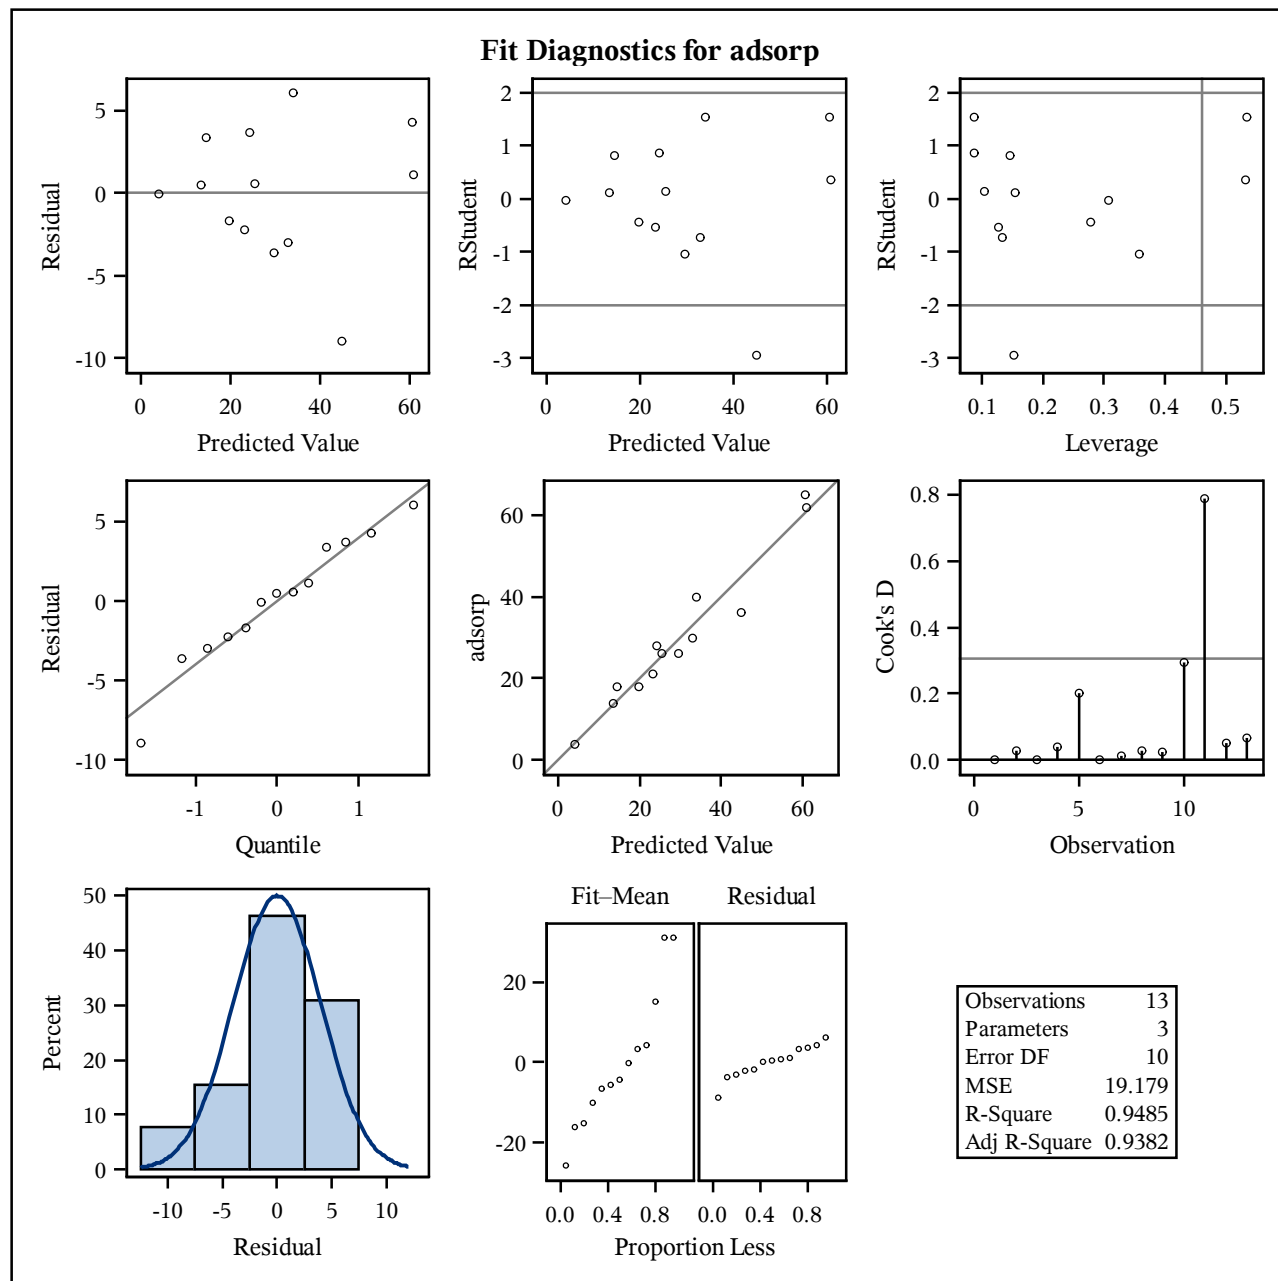 Fit Diagnostics for adsorp
5
0
-5
-10
Residual
0 20 40 60
Predicted Value
2
1
0
-1
-2
-3
RStudent
0 20 40 60
Predicted Value
2
1
0
-1
-2
-3
RStudent
0.1 0.2 0.3 0.4 0.5
Leverage
5
0
-5
-10
Residual
-1 0 1
Quantile
60
40
20
0
adsorp
0 20 40 60
Predicted Value
0.8
0.6
0.4
0.2
0.0
Cook's D
0 5 10
Observation
50
40
30
20
10
0
Percent
-10 -5 0 5 10
Residual
Fit–Mean Residual
20
0
-20
0.0 0.4 0.8 0.0 0.4 0.8
Proportion Less
Observations 13
Parameters 3
Error DF 10
MSE 19.179
R-Square 0.9485
Adj R-Square 0.9382